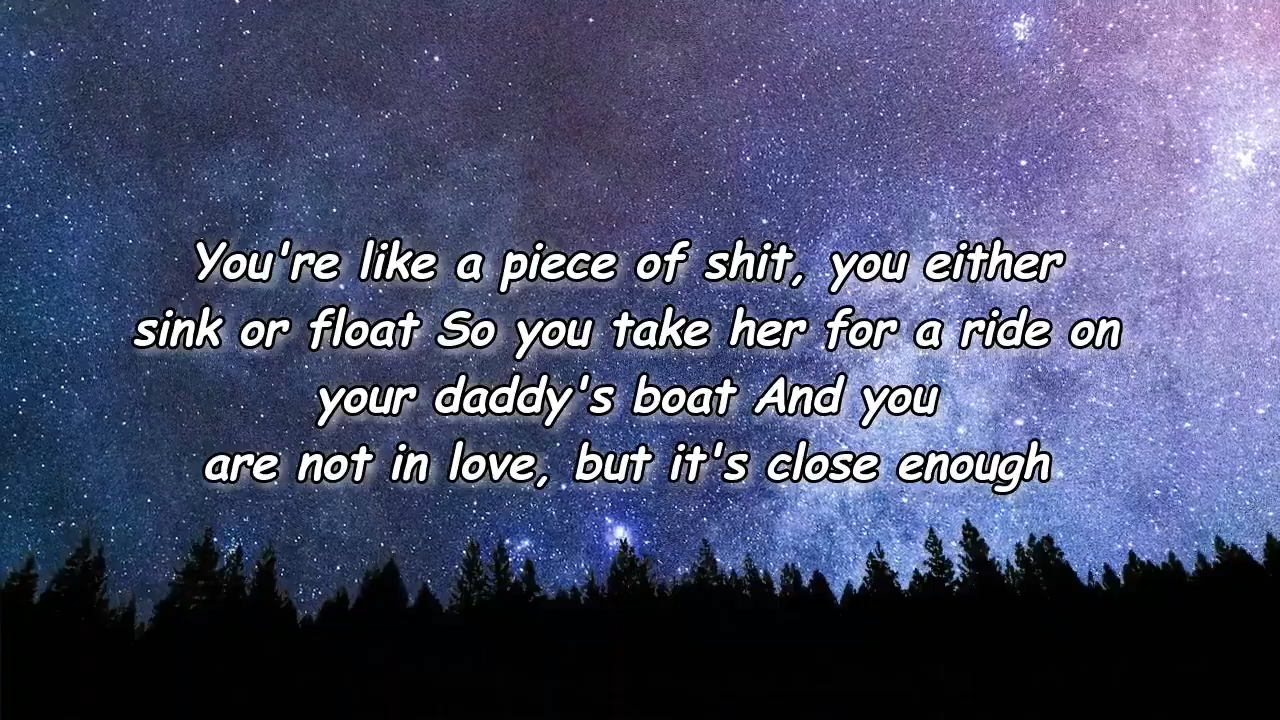 You're like a piece of shit, you either
sink or float So you take her for a ride on
your daddy's boat And you
are not in love, but it's close enough